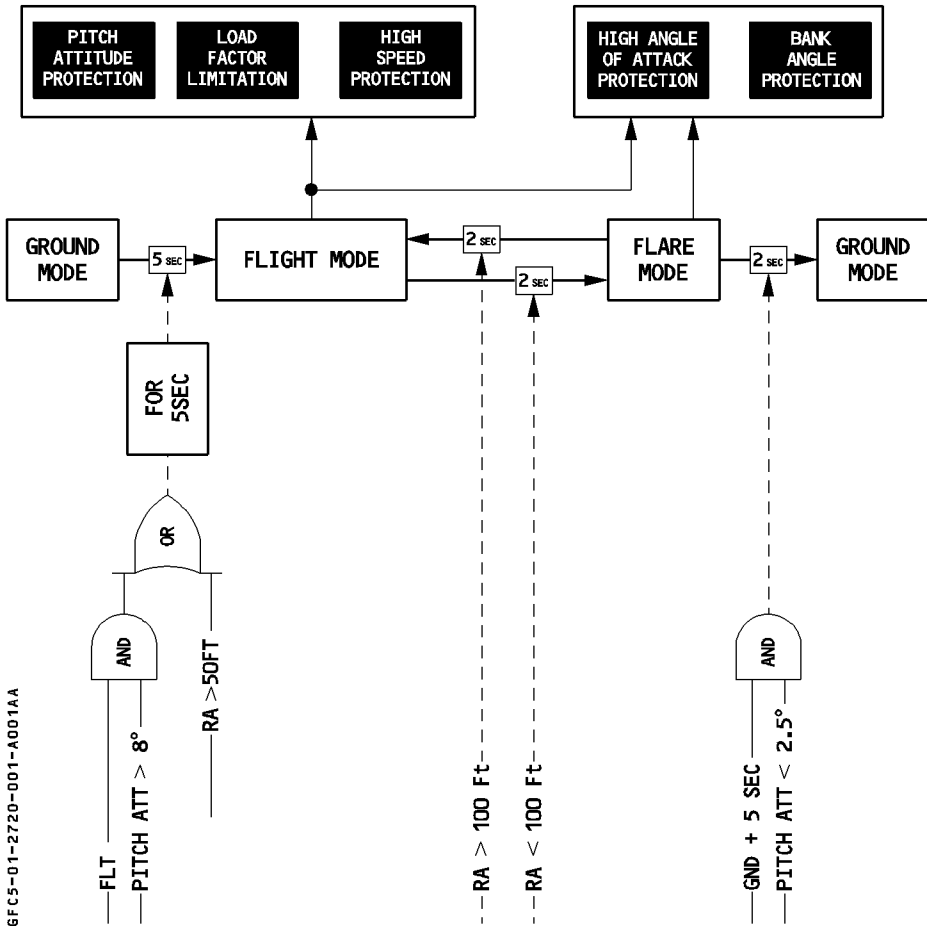 PITCH
ATTITUDE
PROTECTION
LOAD
FACTOR
LIMITATION
HIGH
SPEED
PROTECTION
HIGH ANGLE
OF ATTACK
PROTECTION
BANK
ANGLE
PROTECTION
GROUND
MODE
5 SEC
FLIGHT MODE
2 SEC
2 SEC
FLARE
MODE
2 SEC
GROUND
MODE
FOR
5SEC
OR
AND
RA >50FT
FLT
PITCH ATT > 8°
RA > 100 Ft
RA < 100 Ft
AND
GND + 5 SEC
PITCH ATT < 2.5°
GFC5-01-2720-001-A001AA